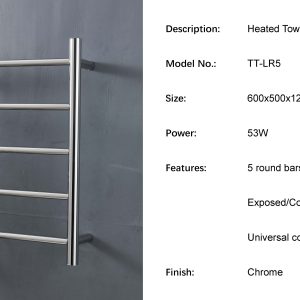 Description: Heated Tow
Model No.: TT-LR5
Size: 600x500x12
Power: 53W
Features: 5 round bars
Exposed/Co
Universal co
Finish: Chrome